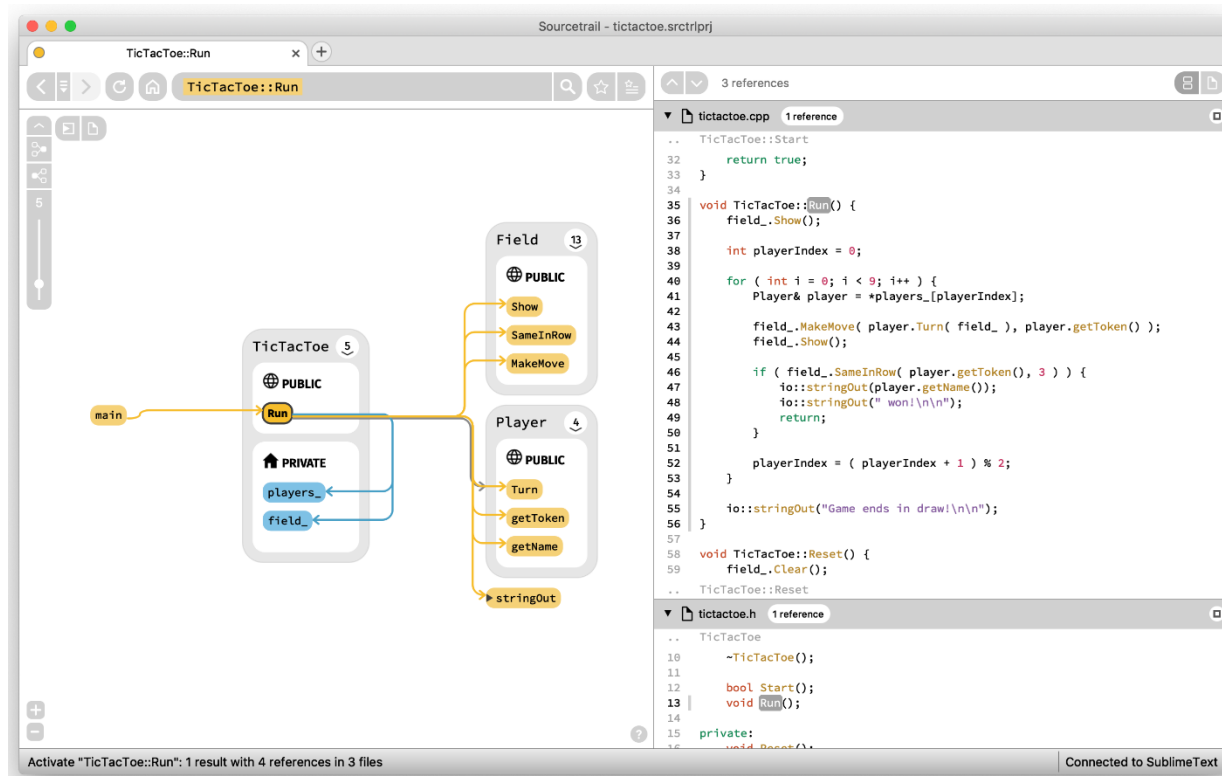 Sourcetrail - tictactoe.srctrlprj
TicTacToe::Run
TicTacToe::Run
5
Field 13
PUBLIC
Show
SameInRow
MakeMove
TicTacToe 5
PUBLIC
Run
PRIVATE
players_
field_
main
Player 4
PUBLIC
Turn
getToken
getName
stringOut
3 references
tictactoe.cpp 1 reference
.. TicTacToe::Start
32 return true;
33 }
34
35 void TicTacToe::Run() {
36 field_.Show();
37
38 int playerIndex = 0;
39
40 for ( int i = 0; i < 9; i++ ) {
41 Player& player = *players_[playerIndex];
42
43 field_.MakeMove( player.Turn( field_ ), player.getToken() );
44 field_.Show();
45
46 if ( field_.SameInRow( player.getToken(), 3 ) ) {
47 io::stringOut(player.getName());
48 io::stringOut(" won!\n\n");
49 return;
50 }
51
52 playerIndex = ( playerIndex + 1 ) % 2;
53 }
54
55 io::stringOut("Game ends in draw!\n\n");
56 }
57
58 void TicTacToe::Reset() {
59 field_.Clear();
.. TicTacToe::Reset
tictactoe.h 1 reference
.. TicTacToe
10 ~TicTacToe();
11
12 bool Start();
13 void Run();
14
15 private:
16 void Reset();
?
Activate "TicTacToe::Run": 1 result with 4 references in 3 files
Connected to SublimeText